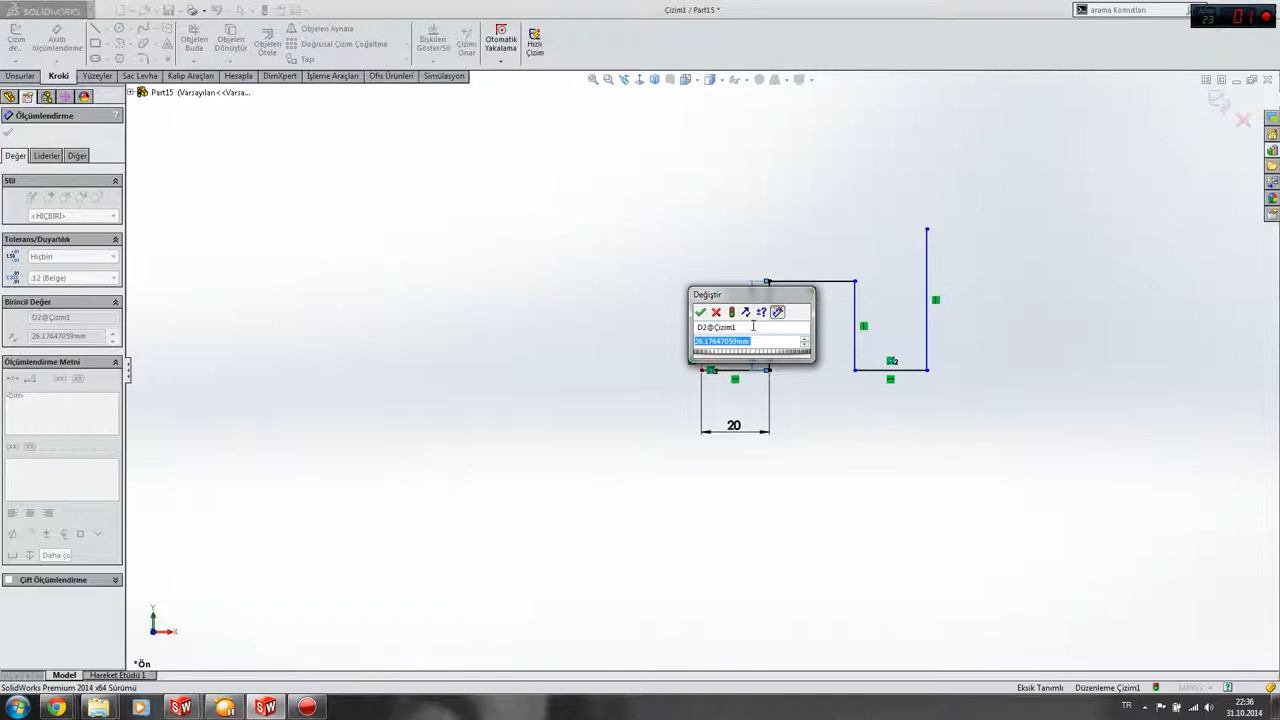 SOLIDWORKS
Çizim1 / Part15 *
arama Komutları
23
01
Çizim de...
Akıllı ölçümlendirme
Objeleri Buda
Objeleri Dönüştür
Objeleri Ötele
Objeleri Aynala
Doğrusal Çizim Çoğaltma
Taşı
İlişkileri Göster/Sil
Çizimi Onar
Otomatik Yakalama
Hızlı Çizim
Unsurlar
Kroki
Yüzeyler
Sac Levha
Kalıp Araçları
Hesapla
DimXpert
İşleme Araçları
Ofis Ürünleri
Simülasyon
Part15 (Varsayılan<<Varsa...
Ölçümlendirme
?
Değer
Liderler
Diğer
Stil
<HİÇBİRİ>
Tolerans/Duyarlılık
Hiçbiri
.12 (Belge)
Birincil Değer
D2@Çizim1
26.17647059mm
Ölçümlendirme Metni
<DIM>
Daha ço
Çift Ölçümlendirme
Değiştir
D2@Çizim1
26.17647059mm
2
20
Y
X
*Ön
Model
Hareket Etüdü 1
SolidWorks Premium 2014 x64 Sürümü
Eksik Tanımlı
Düzenleme Çizim1
MMGS
TR
22:36
31.10.2014